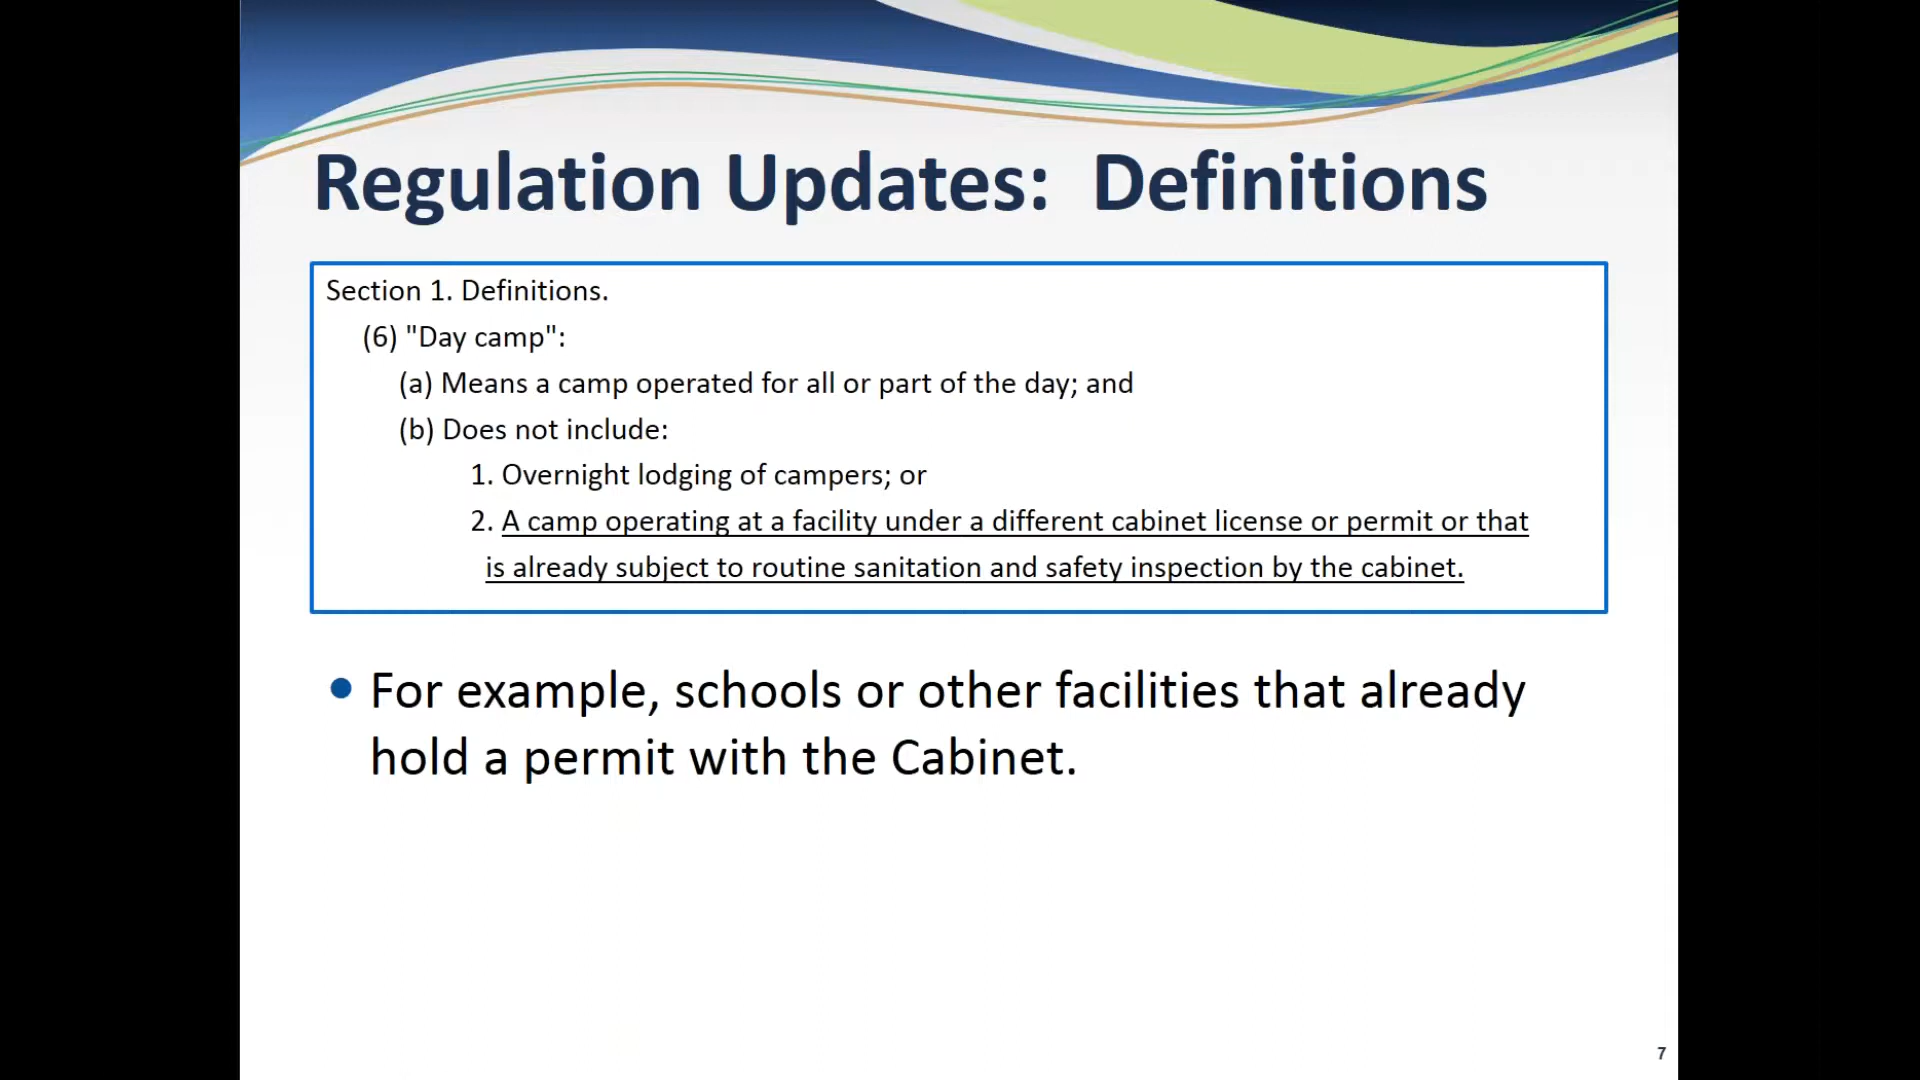 Regulation Updates:  Definitions
Section 1. Definitions.
(6) "Day camp":
(a) Means a camp operated for all or part of the day; and
(b) Does not include:
1. Overnight lodging of campers; or
2. A camp operating at a facility under a different cabinet license or permit or that
is already subject to routine sanitation and safety inspection by the cabinet.
• For example, schools or other facilities that already
hold a permit with the Cabinet.
7